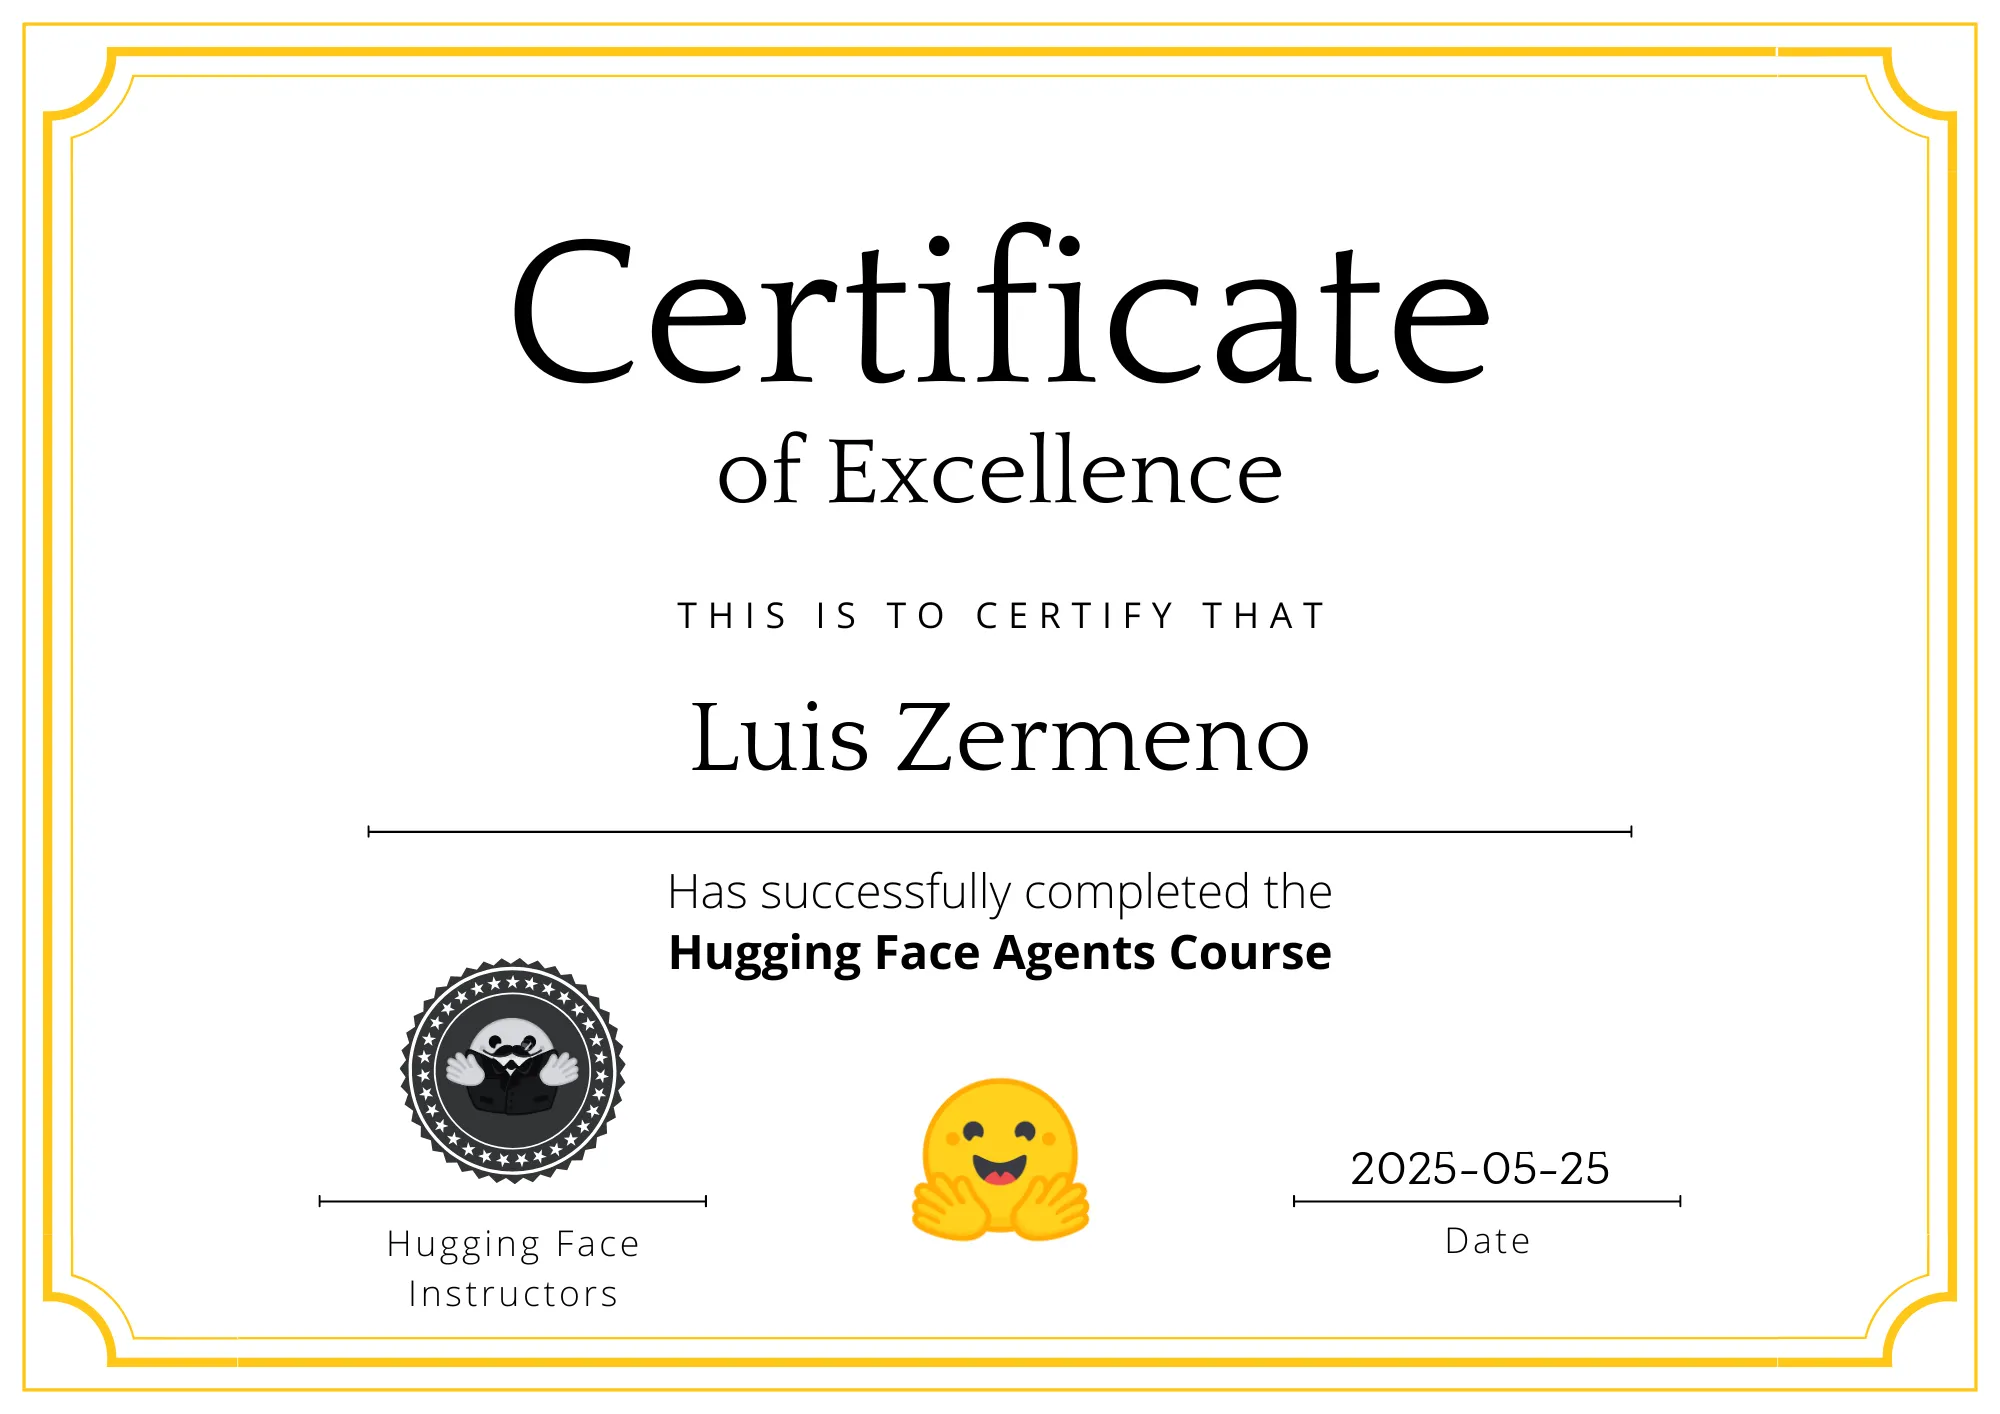 Certificate
of Excellence
THIS IS TO CERTIFY THAT
Luis Zermeno
Has successfully completed the
Hugging Face Agents Course
2025-05-25
Hugging Face
Instructors
Date